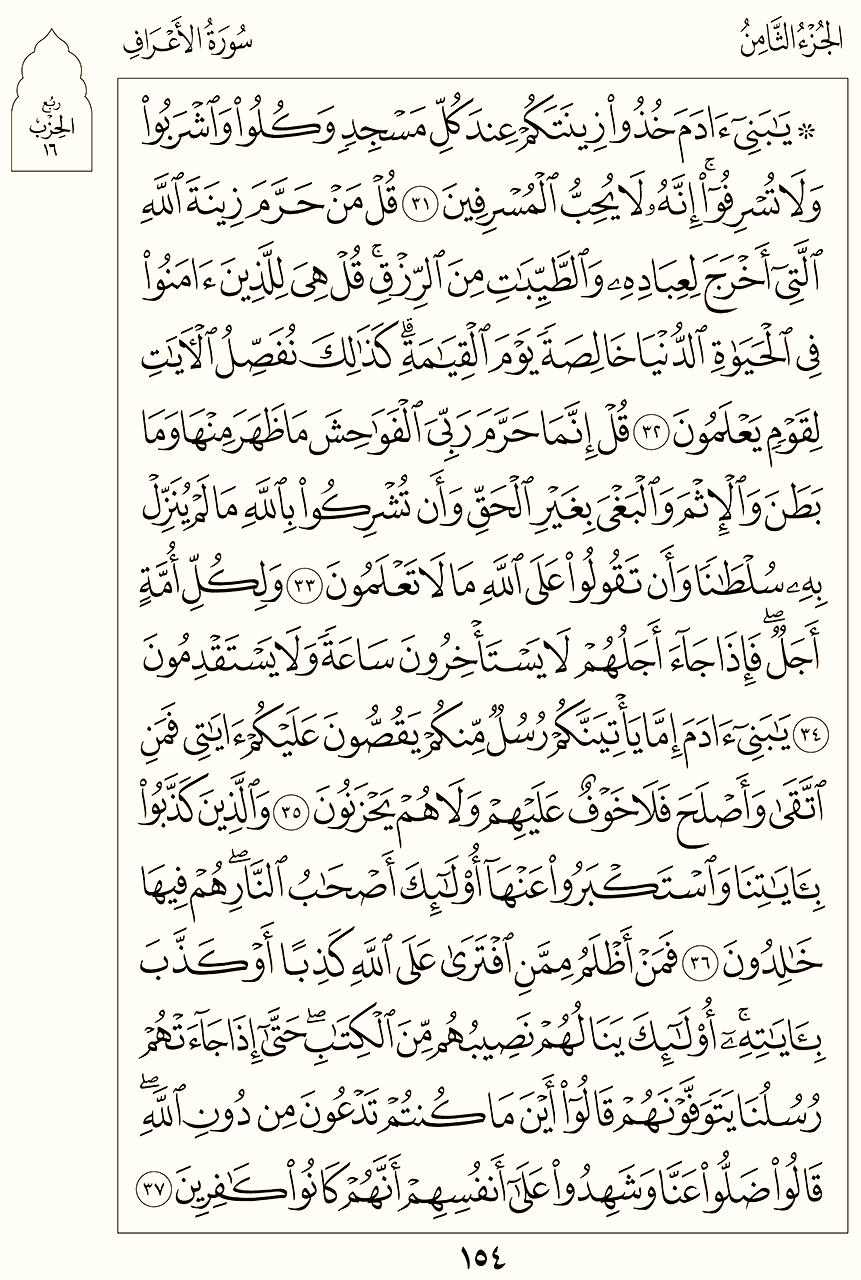 الجُزْءُ الثَّامِنُ
سُورَةُ الأَعْرَافِ
رُبُع
الحِزْب
١٦
۞ يَٰبَنِىٓ ءَادَمَ خُذُوا۟ زِينَتَكُمْ عِندَ كُلِّ مَسْجِدٍ وَكُلُوا۟ وَٱشْرَبُوا۟
وَلَا تُسْرِفُوٓا۟ ۚ إِنَّهُۥ لَا يُحِبُّ ٱلْمُسْرِفِينَ ٣١ قُلْ مَنْ حَرَّمَ زِينَةَ ٱللَّهِ
ٱلَّتِىٓ أَخْرَجَ لِعِبَادِهِۦ وَٱلطَّيِّبَٰتِ مِنَ ٱلرِّزْقِ ۚ قُلْ هِىَ لِلَّذِينَ ءَامَنُوا۟
فِى ٱلْحَيَوٰةِ ٱلدُّنْيَا خَالِصَةً يَوْمَ ٱلْقِيَٰمَةِ ۗ كَذَٰلِكَ نُفَصِّلُ ٱلْءَايَٰتِ
لِقَوْمٍ يَعْلَمُونَ ٣٢ قُلْ إِنَّمَا حَرَّمَ رَبِّىَ ٱلْفَوَٰحِشَ مَا ظَهَرَ مِنْهَا وَمَا
بَطَنَ وَٱلْإِثْمَ وَٱلْبَغْىَ بِغَيْرِ ٱلْحَقِّ وَأَن تُشْرِكُوا۟ بِٱللَّهِ مَا لَمْ يُنَزِّلْ
بِهِۦ سُلْطَٰنًا وَأَن تَقُولُوا۟ عَلَى ٱللَّهِ مَا لَا تَعْلَمُونَ ٣٣ وَلِكُلِّ أُمَّةٍ
أَجَلٌ ۖ فَإِذَا جَآءَ أَجَلُهُمْ لَا يَسْتَأْخِرُونَ سَاعَةً وَلَا يَسْتَقْدِمُونَ
٣٤ يَٰبَنِىٓ ءَادَمَ إِمَّا يَأْتِيَنَّكُمْ رُسُلٌ مِّنكُمْ يَقُصُّونَ عَلَيْكُمْ ءَايَٰتِى فَمَنِ
ٱتَّقَىٰ وَأَصْلَحَ فَلَا خَوْفٌ عَلَيْهِمْ وَلَا هُمْ يَحْزَنُونَ ٣٥ وَٱلَّذِينَ كَذَّبُوا۟
بِـَٔايَٰتِنَا وَٱسْتَكْبَرُوا۟ عَنْهَآ أُو۟لَٰٓئِكَ أَصْحَٰبُ ٱلنَّارِ ۖ هُمْ فِيهَا
خَٰلِدُونَ ٣٦ فَمَنْ أَظْلَمُ مِمَّنِ ٱفْتَرَىٰ عَلَى ٱللَّهِ كَذِبًا أَوْ كَذَّبَ
بِـَٔايَٰتِهِۦٓ ۚ أُو۟لَٰٓئِكَ يَنَالُهُمْ نَصِيبُهُم مِّنَ ٱلْكِتَٰبِ ۖ حَتَّىٰٓ إِذَا جَآءَتْهُمْ
رُسُلُنَا يَتَوَفَّوْنَهُمْ قَالُوٓا۟ أَيْنَ مَا كُنتُمْ تَدْعُونَ مِن دُونِ ٱللَّهِ ۖ
قَالُوا۟ ضَلُّوا۟ عَنَّا وَشَهِدُوا۟ عَلَىٰٓ أَنفُسِهِمْ أَنَّهُمْ كَانُوا۟ كَٰفِرِينَ ٣٧
١٥٤